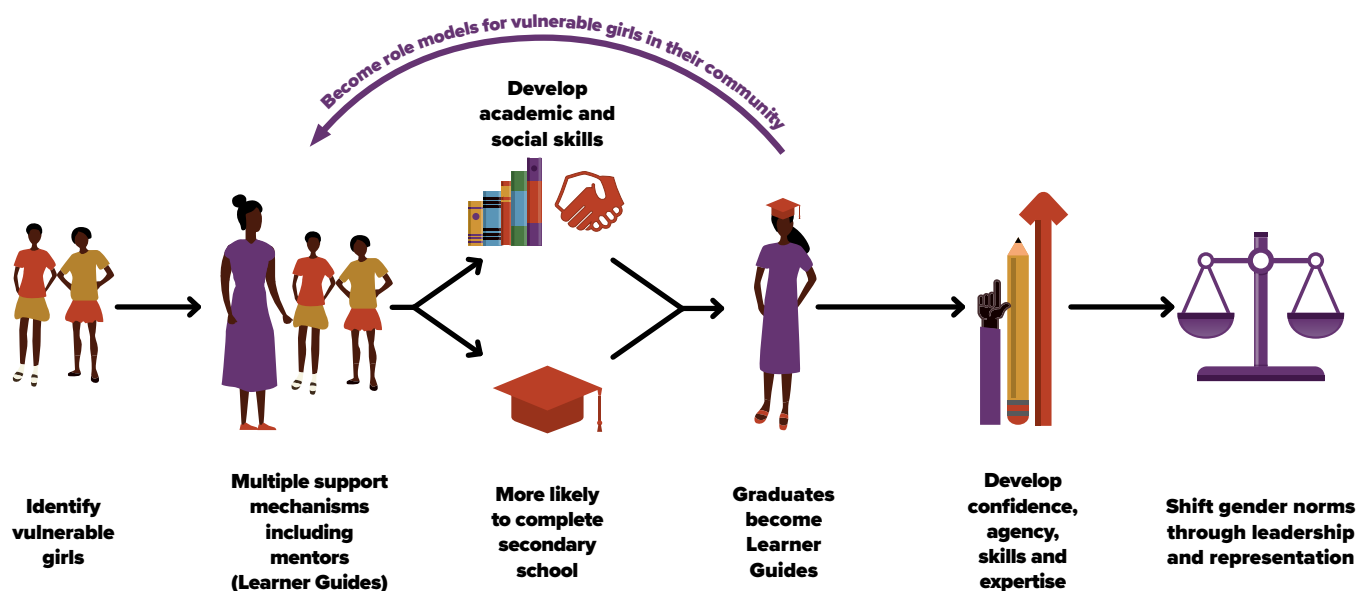 Become role models for vulnerable girls in their community
Develop
academic and
social skills
Identify
vulnerable
girls
Multiple support
mechanisms
including
mentors
(Learner Guides)
More likely
to complete
secondary
school
Graduates
become
Learner
Guides
Develop
confidence,
agency,
skills and
expertise
Shift gender norms
through leadership
and representation